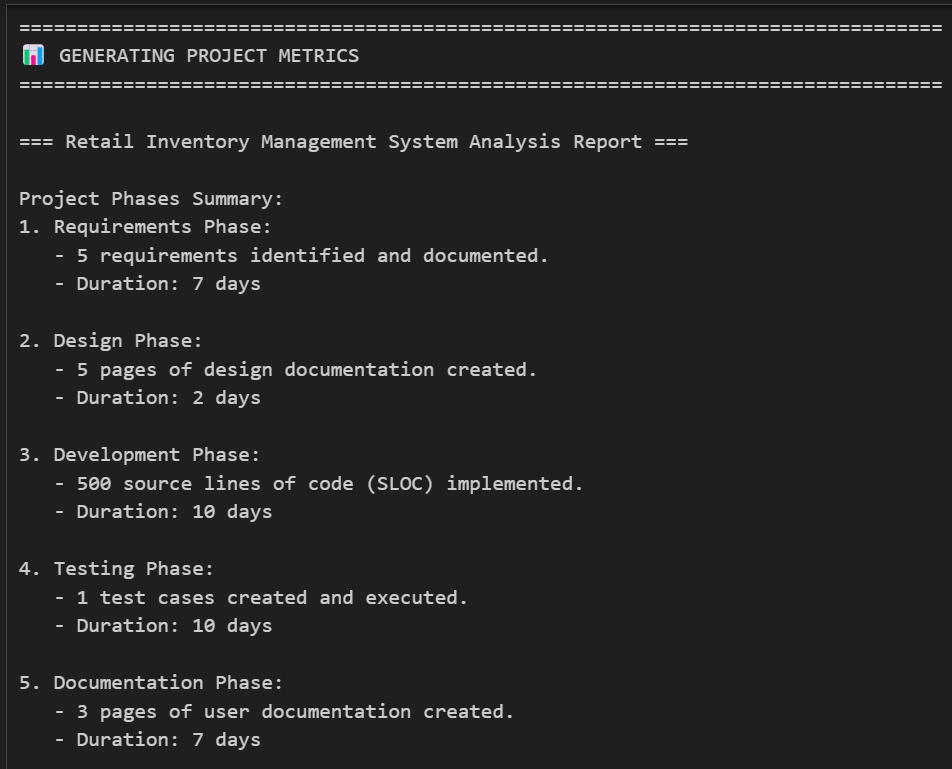 ================================================================================
📊 GENERATING PROJECT METRICS
================================================================================
=== Retail Inventory Management System Analysis Report ===
Project Phases Summary:
1. Requirements Phase:
- 5 requirements identified and documented.
- Duration: 7 days
2. Design Phase:
- 5 pages of design documentation created.
- Duration: 2 days
3. Development Phase:
- 500 source lines of code (SLOC) implemented.
- Duration: 10 days
4. Testing Phase:
- 1 test cases created and executed.
- Duration: 10 days
5. Documentation Phase:
- 3 pages of user documentation created.
- Duration: 7 days